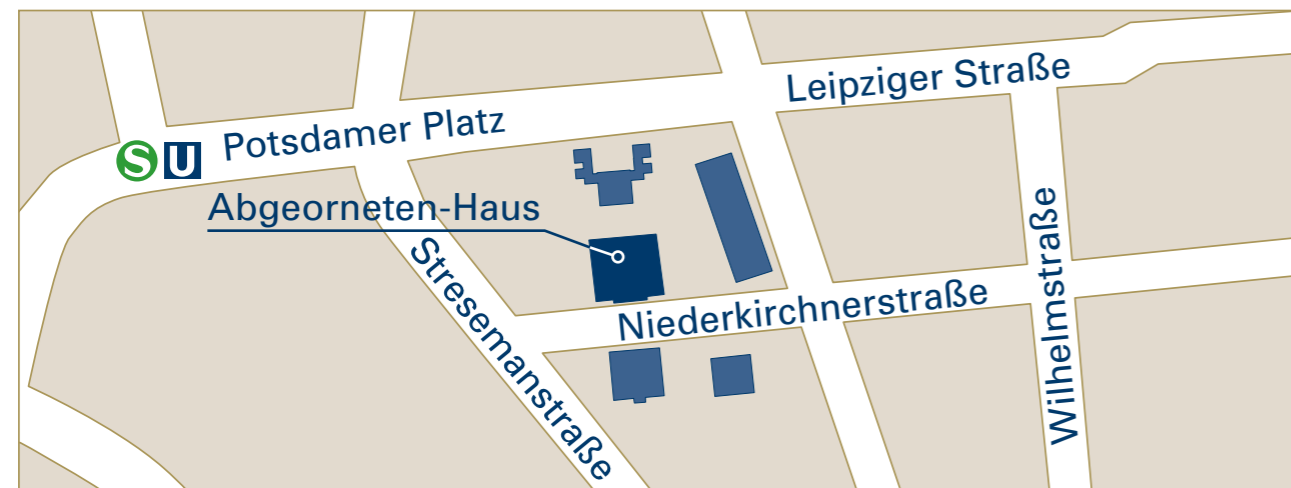 Leipziger Straße
Potsdamer Platz
S U
Abgeorneten-Haus
Stresemanstraße
Niederkirchnerstraße
Wilhelmstraße